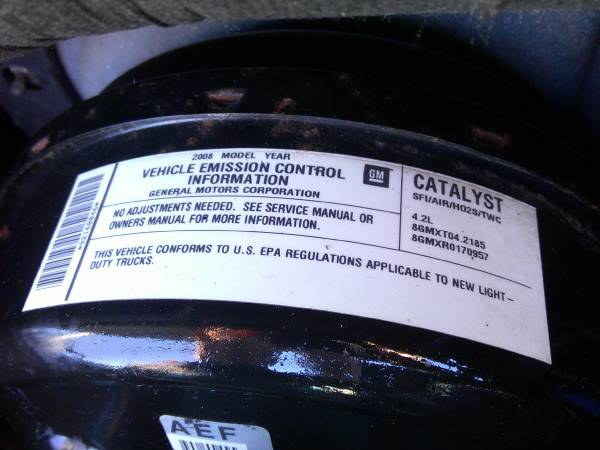 2008 MODEL YEAR
VEHICLE EMISSION CONTROL
INFORMATION
GENERAL MOTORS CORPORATION
GM
NO ADJUSTMENTS NEEDED. SEE SERVICE MANUAL OR
OWNERS MANUAL FOR MORE INFORMATION.
THIS VEHICLE CONFORMS TO U.S. EPA REGULATIONS APPLICABLE TO NEW LIGHT-
DUTY TRUCKS.
CATALYST
SFI/AIR/HO2S/TWC
4.2L
8GMXT04.2185
8GMXR0170957
AEF